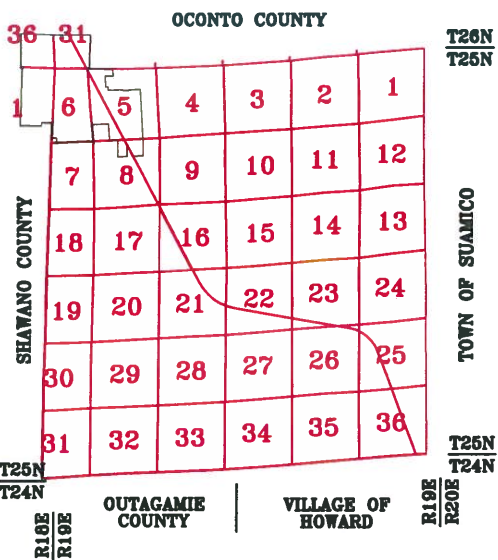 OCONTO COUNTY
36 31
T26N
T25N
1 6 5 4 3 2 1
7 8 9 10 11 12
18 17 16 15 14 13
19 20 21 22 23 24
30 29 28 27 26 25
31 32 33 34 35 36
SHAWANO COUNTY
TOWN OF SUAMICO
T25N
T24N
T25N
T24N
R18E
R19E
OUTAGAMIE
COUNTY
VILLAGE OF
HOWARD
R19E
R20E